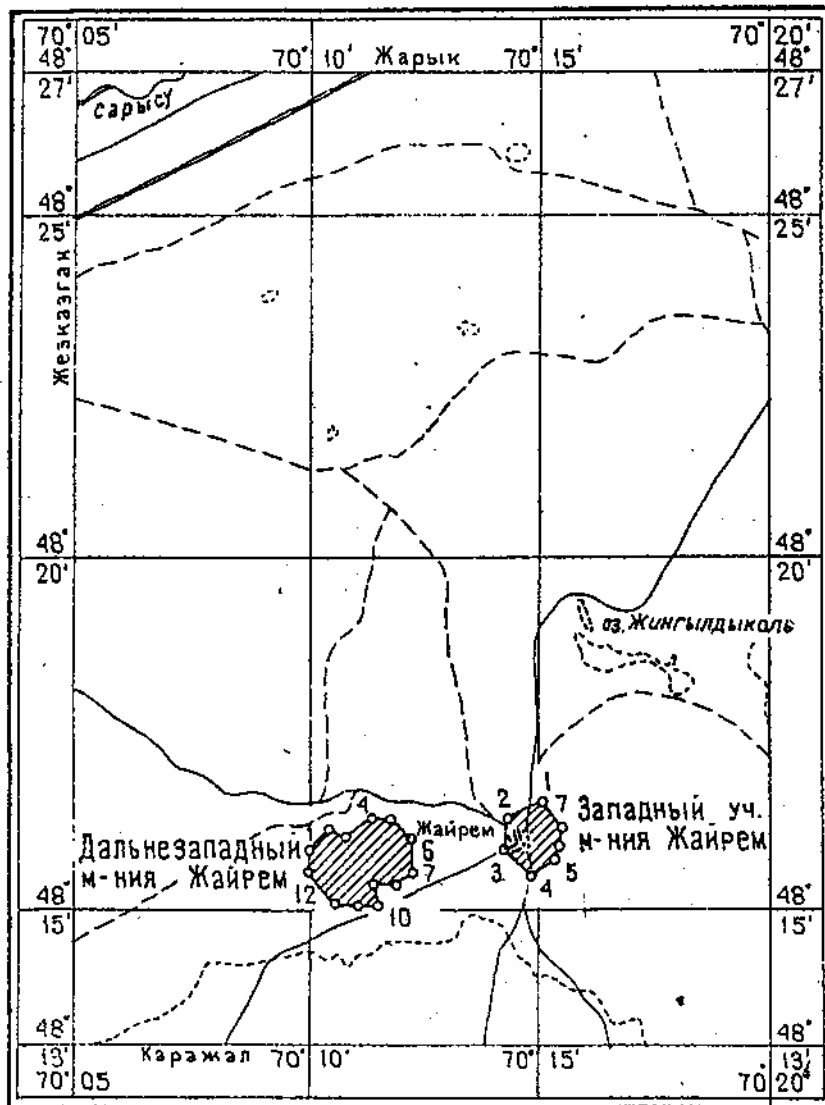 70° 05' 70° 10' Жарык 70° 15' 70° 20'
48° 27' 48° 27'
Сарысу
48° 25' 48° 25'
Жезказган
48° 20' 48° 20'
оз. Жингылдыколь
2 7 Западный уч.
м-ния Жайрем
4 Жайрем
Дальнезападный 6 3 5
м-ния Жайрем 7 4
12 10
48° 15' 48° 15'
48° 13' 48° 13'
Каражал
70° 05 70° 10' 70° 15' 70° 20'